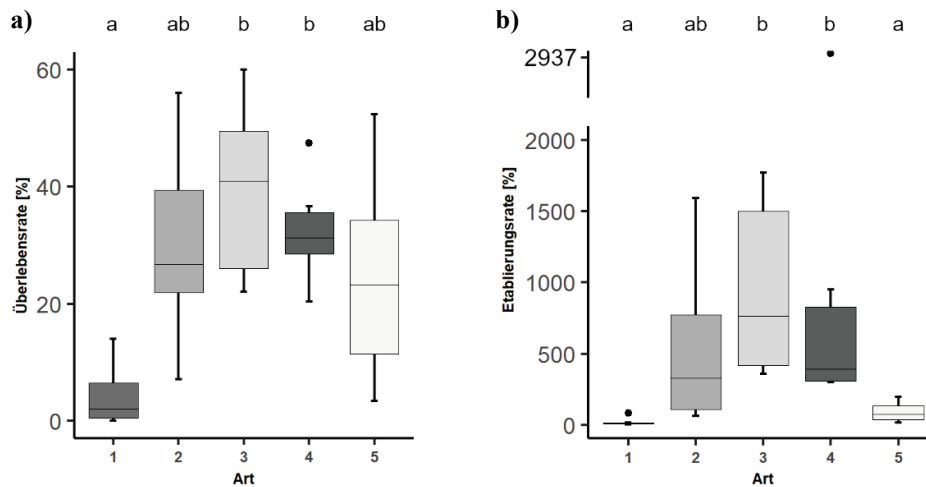 a)
a ab b b ab
Überlebensrate [%]
60
40
20
0
1 2 3 4 5
Art
b)
a ab b b a
Etablierungsrate [%]
2937
2000
1500
1000
500
0
1 2 3 4 5
Art